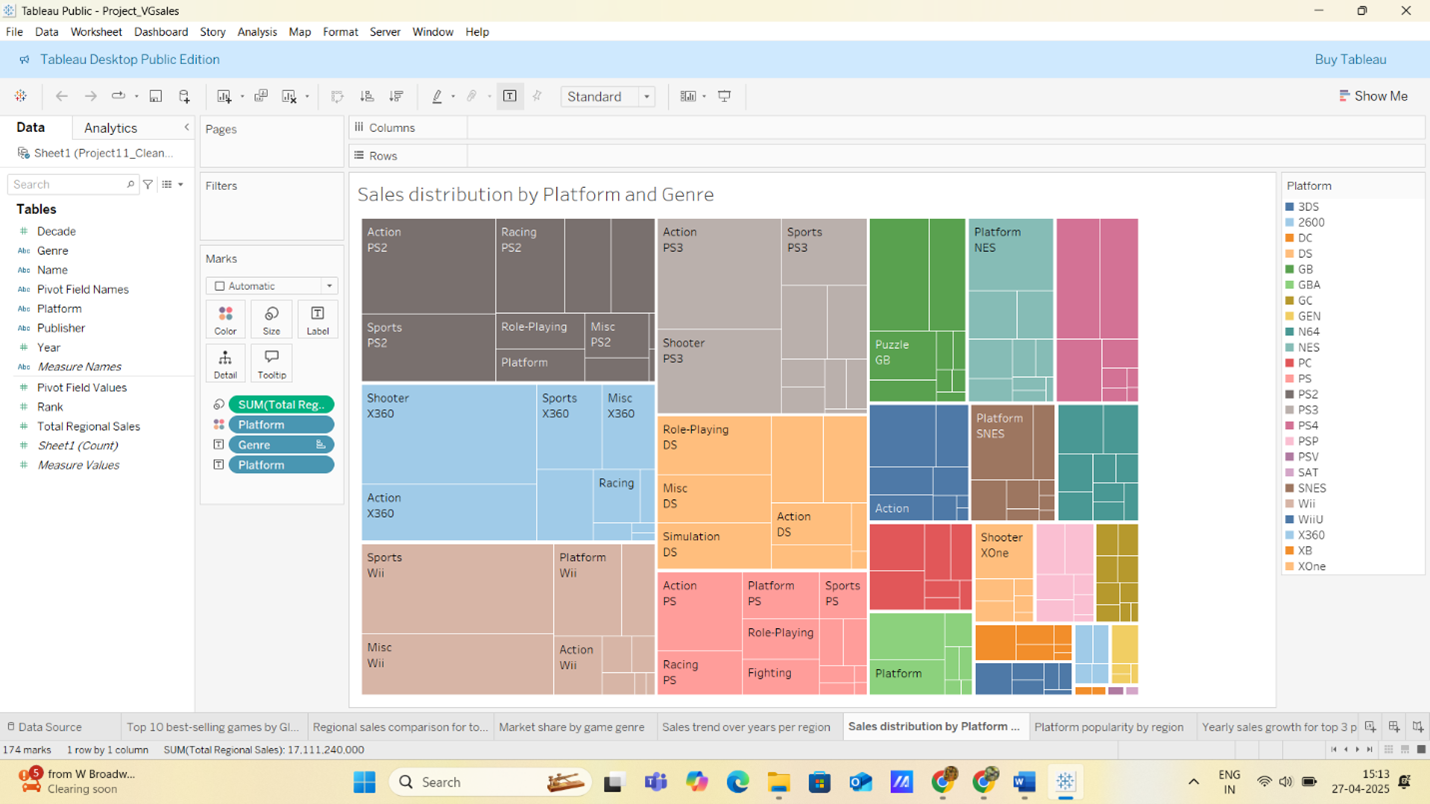 Tableau Public - Project_VGsales
File Data Worksheet Dashboard Story Analysis Map Format Server Window Help
Tableau Desktop Public Edition
Buy Tableau
Standard
Show Me
Data
Analytics
Sheet1 (Project11_Clean...
Search
Tables
Decade
Abc Genre
Abc Name
Abc Pivot Field Names
Abc Platform
Abc Publisher
Year
Abc Measure Names
Pivot Field Values
Rank
Total Regional Sales
Sheet1 (Count)
Measure Values
Pages
Filters
Marks
Automatic
Color
Size
Label
Detail
Tooltip
SUM(Total Reg..
Platform
Genre
Platform
Columns
Rows
Sales distribution by Platform and Genre
Action
PS2
Racing
PS2
Sports
PS2
Role-Playing
Platform
Misc
PS2
Shooter
X360
Sports
X360
Misc
X360
Action
X360
Racing
Sports
Wii
Platform
Wii
Misc
Wii
Action
Wii
Action
PS3
Sports
PS3
Shooter
PS3
Role-Playing
DS
Misc
DS
Simulation
DS
Action
DS
Action
PS
Platform
PS
Sports
PS
Role-Playing
Racing
PS
Fighting
Puzzle
GB
Platform
NES
Action
Platform
SNES
Shooter
XOne
Platform
Platform
3DS
2600
DC
DS
GB
GBA
GC
GEN
N64
NES
PC
PS
PS2
PS3
PS4
PSP
PSV
SAT
SNES
Wii
WiiU
X360
XB
XOne
Data Source
Top 10 best-selling games by Gl...
Regional sales comparison for to...
Market share by game genre
Sales trend over years per region
Sales distribution by Platform ...
Platform popularity by region
Yearly sales growth for top 3 p
174 marks 1 row by 1 column SUM(Total Regional Sales): 17,111,240,000
5
from W Broadw...
Clearing soon
Search
ENG
IN
15:13
27-04-2025